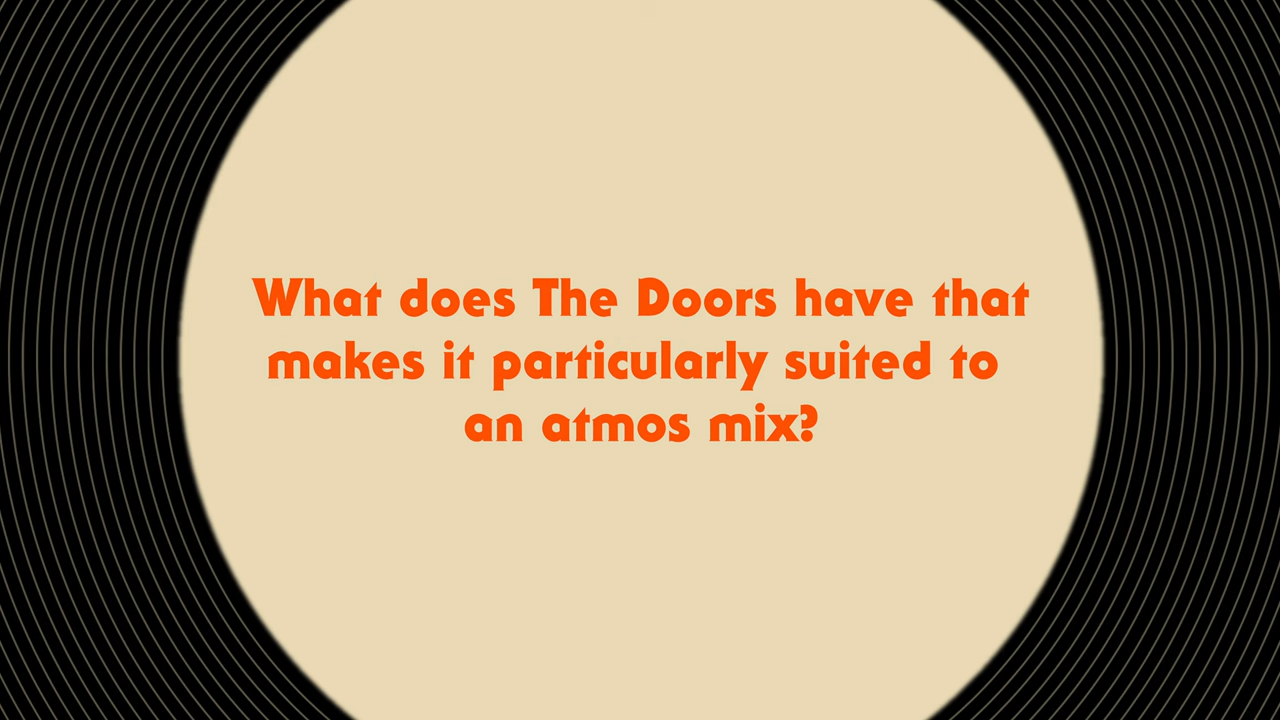 What does The Doors have that
makes it particularly suited to
an atmos mix?